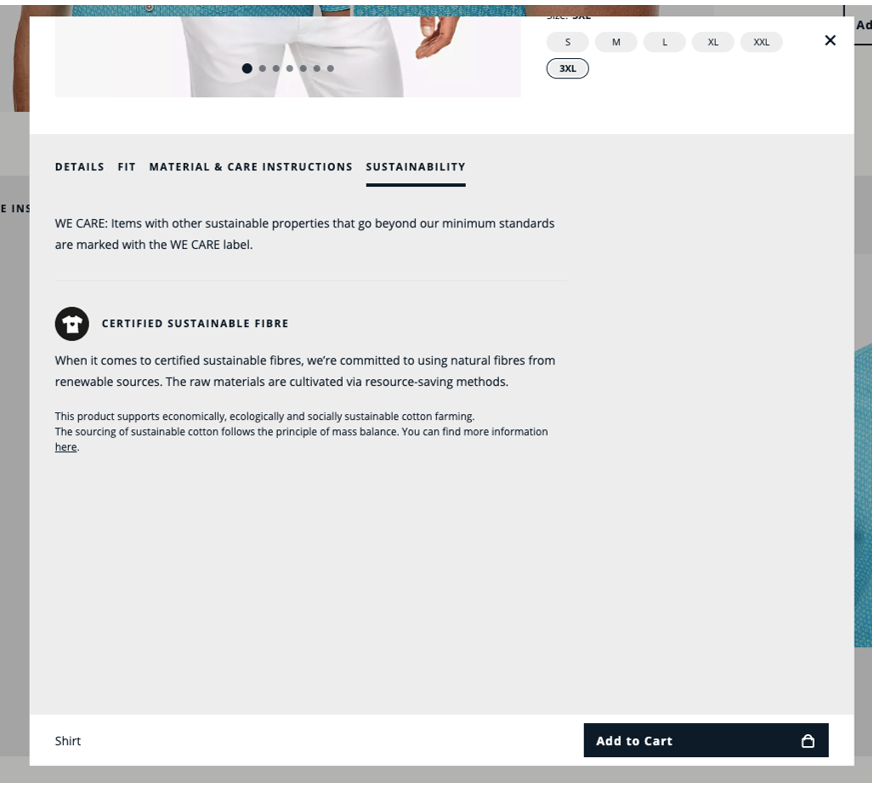 Size: 3XL
Ad
S M L XL XXL
3XL
DETAILS FIT MATERIAL & CARE INSTRUCTIONS SUSTAINABILITY
E INS
WE CARE: Items with other sustainable properties that go beyond our minimum standards
are marked with the WE CARE label.
CERTIFIED SUSTAINABLE FIBRE
When it comes to certified sustainable fibres, we’re committed to using natural fibres from
renewable sources. The raw materials are cultivated via resource-saving methods.
This product supports economically, ecologically and socially sustainable cotton farming.
The sourcing of sustainable cotton follows the principle of mass balance. You can find more information
here.
Shirt
Add to Cart